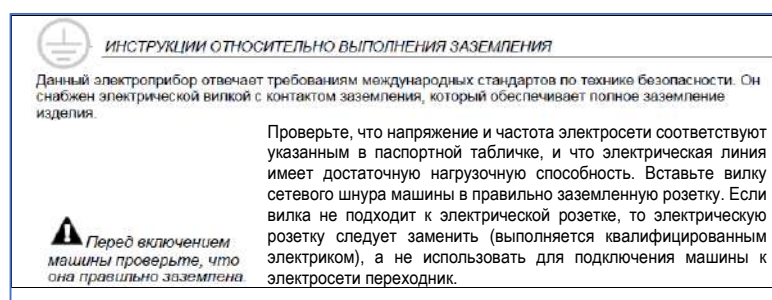 ИНСТРУКЦИИ ОТНОСИТЕЛЬНО ВЫПОЛНЕНИЯ ЗАЗЕМЛЕНИЯ
Данный электроприбор отвечает требованиям международных стандартов по технике безопасности. Он
снабжен электрической вилкой с контактом заземления, который обеспечивает полное заземление
изделия.
Проверьте, что напряжение и частота электросети соответствуют
указанным в паспортной табличке, и что электрическая линия
имеет достаточную нагрузочную способность. Вставьте вилку
сетевого шнура машины в правильно заземленную розетку. Если
вилка не подходит к электрической розетке, то электрическую
розетку следует заменить (выполняется квалифицированным
электриком), а не использовать для подключения машины к
электросети переходник.
Перед включением
машины проверьте, что
она правильно заземлена.